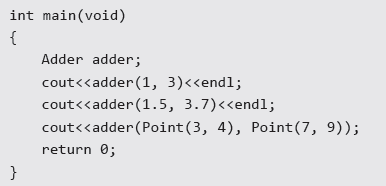 int main(void)
{
    Adder adder;
    cout<<adder(1, 3)<<endl;
    cout<<adder(1.5, 3.7)<<endl;
    cout<<adder(Point(3, 4), Point(7, 9));
    return 0;
}